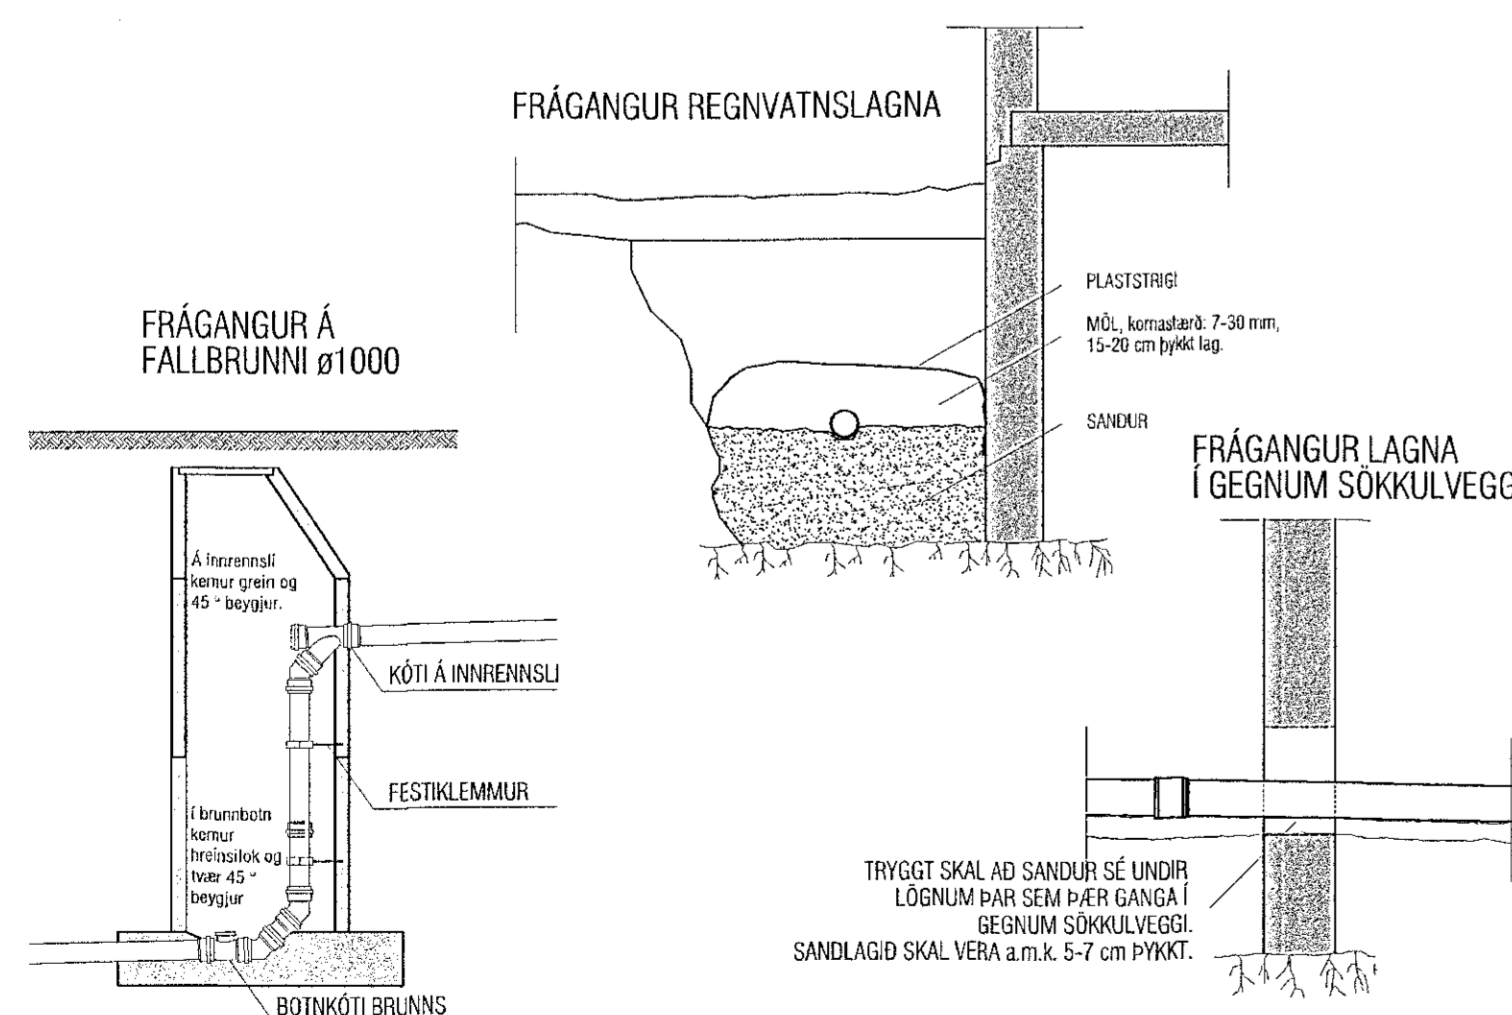 FRÁGANGUR REGNVATNSLAGNA
PLASTSTRIGI
MÖL, kornastærð: 7-30 mm,
15-20 cm þykkt lag.
SANDUR
FRÁGANGUR Á
FALLBRUNNI ø1000
Á innrennsli
kemur grein og
45 ° beygjur.
KÓTI Á INNRENNSLI
FESTIKLEMMUR
Í brunnbotn
kemur
hreinsilok og
tvær 45 °
beygjur
BOTNKÓTI BRUNNS
FRÁGANGUR LAGNA
Í GEGNUM SÖKKULVEGG
TRYGGT SKAL AÐ SANDUR SÉ UNDIR
LÖGNUM ÞAR SEM ÞÆR GANGA Í
GEGNUM SÖKKULVEGGI.
SANDLAGIÐ SKAL VERA a.m.k. 5-7 cm ÞYKKT.